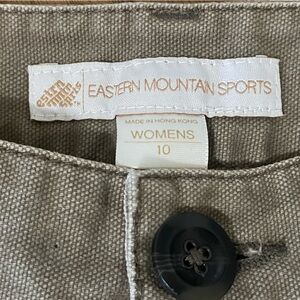 EASTERN MOUNTAIN SPORTS
MADE IN HONG KONG
WOMENS
10